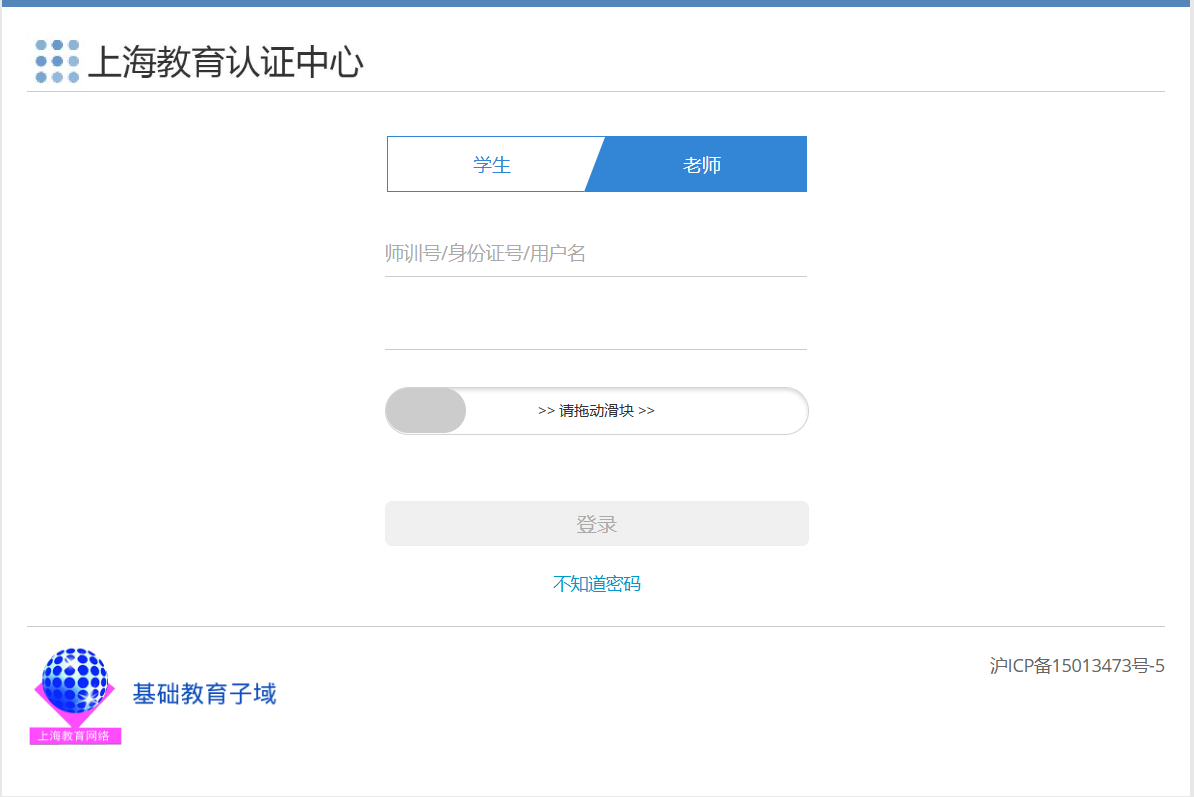 上海教育认证中心
学生
老师
师训号/身份证号/用户名
>> 请拖动滑块 >>
登录
不知道密码
沪ICP备15013473号-5
基础教育子域
上海教育网络